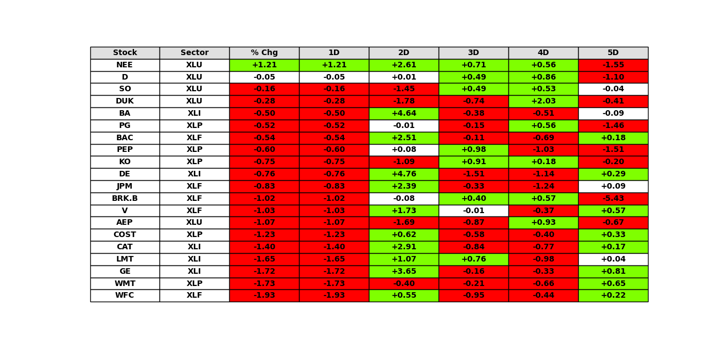 Stock Sector % Chg 1D 2D 3D 4D 5D
NEE XLU +1.21 +1.21 +2.61 +0.71 +0.56 -1.55
D XLU -0.05 -0.05 +0.01 +0.49 +0.86 -1.10
SO XLU -0.16 -0.16 -1.45 +0.49 +0.53 -0.04
DUK XLU -0.28 -0.28 -1.78 -0.74 +2.03 -0.41
BA XLI -0.50 -0.50 +4.64 -0.38 -0.51 -0.09
PG XLP -0.52 -0.52 -0.01 -0.15 +0.56 -1.46
BAC XLF -0.54 -0.54 +2.51 -0.11 -0.69 +0.18
PEP XLP -0.60 -0.60 +0.08 +0.98 -1.03 -1.51
KO XLP -0.75 -0.75 -1.09 +0.91 +0.18 -0.20
DE XLI -0.76 -0.76 +4.76 -1.51 -1.14 +0.29
JPM XLF -0.83 -0.83 +2.39 -0.33 -1.24 +0.09
BRK.B XLF -1.02 -1.02 -0.08 +0.40 +0.57 -5.43
V XLF -1.03 -1.03 +1.73 -0.01 -0.37 +0.57
AEP XLU -1.07 -1.07 -1.69 -0.67 +0.93 -0.67
COST XLP -1.23 -1.23 +0.62 -0.58 -0.40 +0.33
CAT XLI -1.40 -1.40 +2.91 -0.84 -0.77 +0.17
LMT XLI -1.65 -1.65 +1.07 +0.76 -0.98 +0.04
GE XLI -1.72 -1.72 +3.65 -0.16 -0.33 +0.81
WMT XLP -1.73 -1.73 -0.40 -0.21 -0.66 +0.65
WFC XLF -1.93 -1.93 +0.55 -0.95 -0.44 +0.22